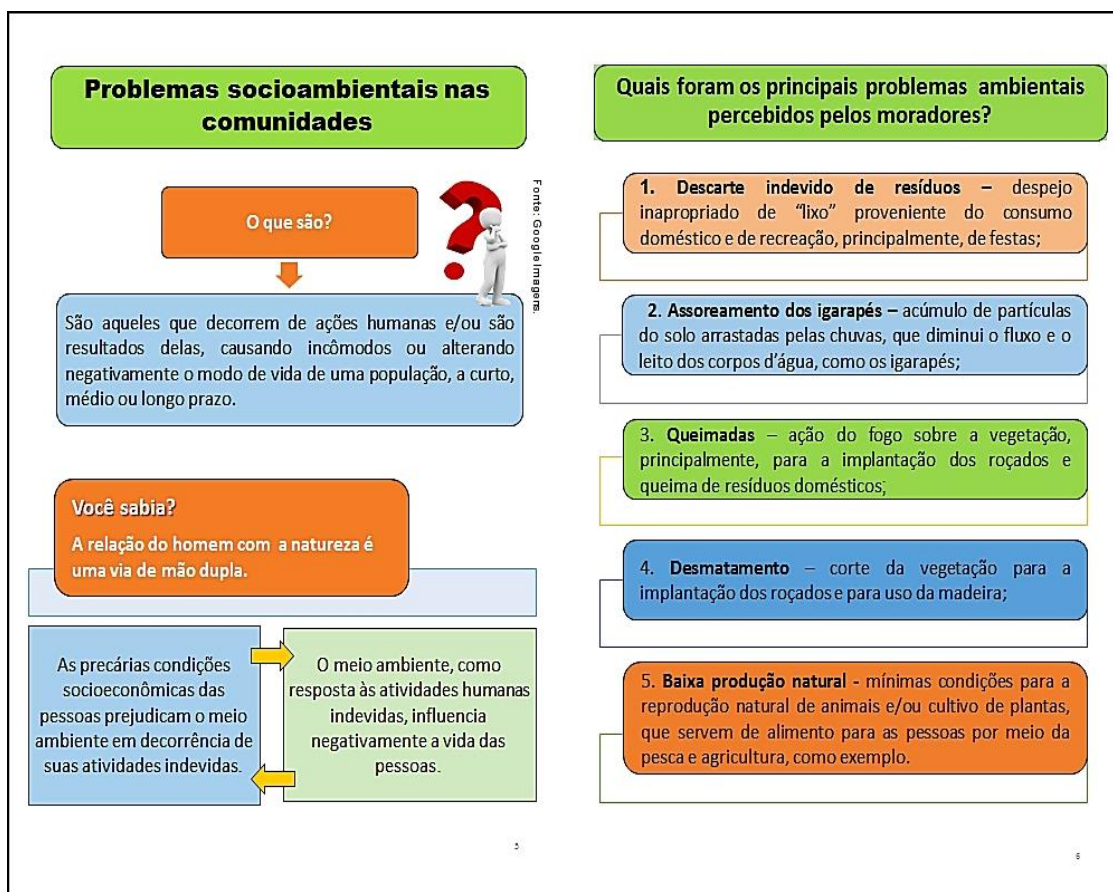 Problemas socioambientais nas
comunidades
O que são?
Fonte: Google Imagens.
São aqueles que decorrem de ações humanas e/ou são
resultados delas, causando incômodos ou alterando
negativamente o modo de vida de uma população, a curto,
médio ou longo prazo.
Você sabia?
A relação do homem com a natureza é
uma via de mão dupla.
As precárias condições
socioeconômicas das
pessoas prejudicam o meio
ambiente em decorrência de
suas atividades indevidas.
O meio ambiente, como
resposta às atividades humanas
indevidas, influencia
negativamente a vida das
pessoas.
5
Quais foram os principais problemas ambientais
percebidos pelos moradores?
1. Descarte indevido de resíduos – despejo
inapropriado de "lixo" proveniente do consumo
doméstico e de recreação, principalmente, de festas;
2. Assoreamento dos igarapés – acúmulo de partículas
do solo arrastadas pelas chuvas, que diminui o fluxo e o
leito dos corpos d'água, como os igarapés;
3. Queimadas – ação do fogo sobre a vegetação,
principalmente, para a implantação dos roçados e
queima de resíduos domésticos;
4. Desmatamento – corte da vegetação para a
implantação dos roçados e para uso da madeira;
5. Baixa produção natural - mínimas condições para a
reprodução natural de animais e/ou cultivo de plantas,
que servem de alimento para as pessoas por meio da
pesca e agricultura, como exemplo.
6